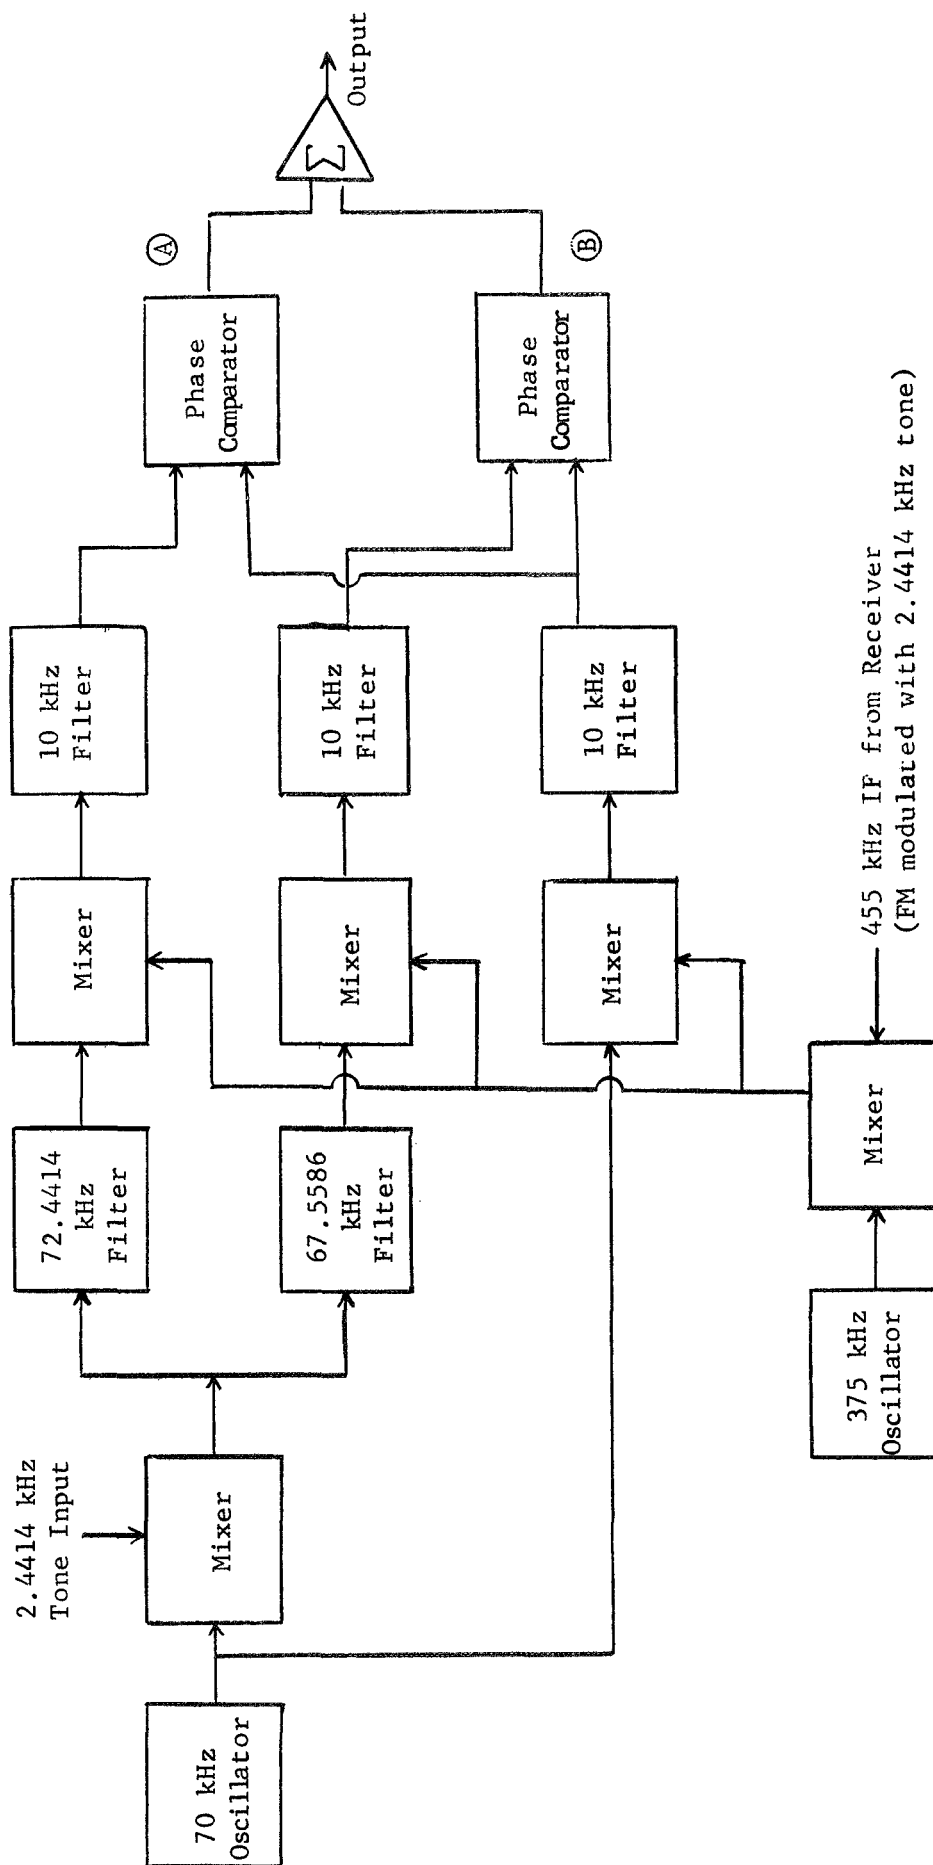 70 kHz
Oscillator
2.4414 kHz
Tone Input
Mixer
72.4414
kHz
Filter
67.5586
kHz
Filter
375 kHz
Oscillator
Mixer
Mixer
Mixer
Mixer
455 kHz IF from Receiver
(FM modulated with 2.4414 kHz tone)
10 kHz
Filter
10 kHz
Filter
10 kHz
Filter
Phase
Comparator
Phase
Comparator
A
B
Σ
Output